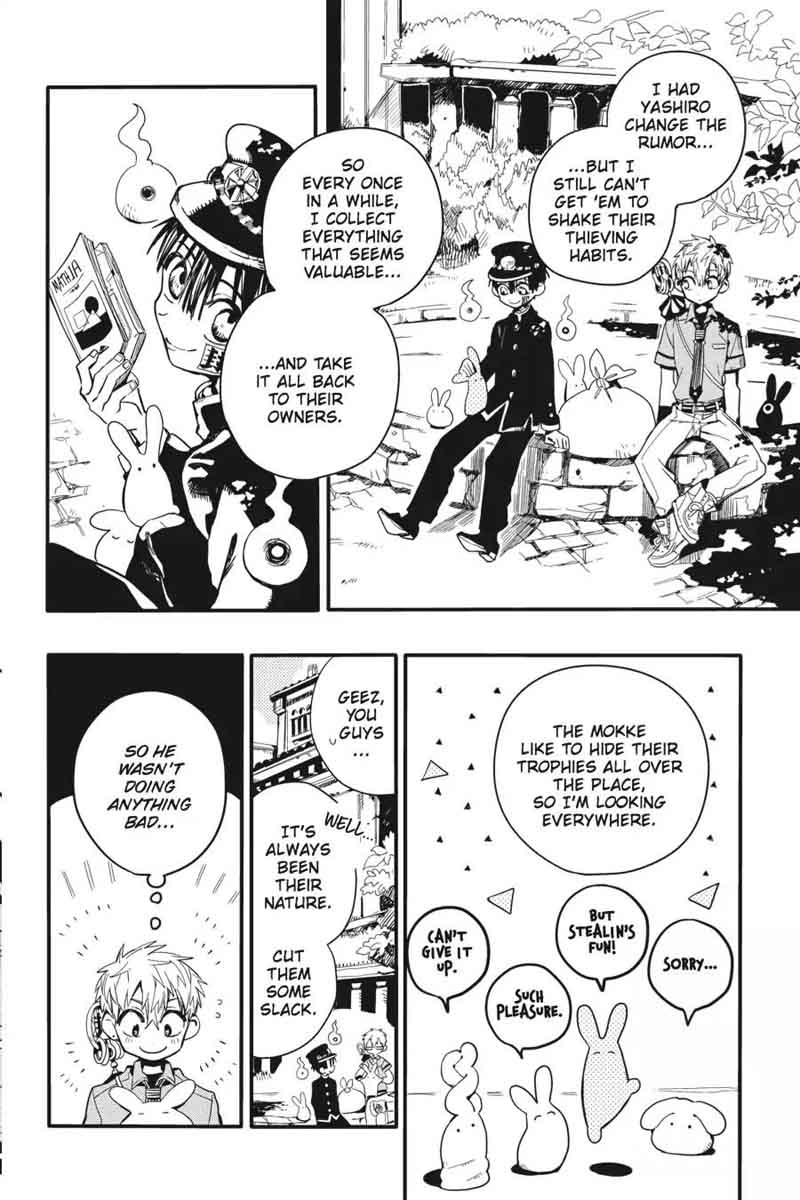 I HAD
YASHIRO
CHANGE THE
RUMOR...
...BUT I
STILL CAN'T
GET 'EM TO
SHAKE THEIR
THIEVING
HABITS.
SO
EVERY ONCE
IN A WHILE,
I COLLECT
EVERYTHING
THAT SEEMS
VALUABLE...
...AND TAKE
IT ALL BACK
TO THEIR
OWNERS.
MATH IA
THE MOKKE
LIKE TO HIDE THEIR
TROPHIES ALL OVER
THE PLACE,
SO I'M LOOKING
EVERYWHERE.
SORRY...
BUT
STEALIN'S
FUN!
SUCH
PLEASURE.
CAN'T
GIVE IT
UP.
GEEZ,
YOU
GUYS
...
WELL...
IT'S
ALWAYS
BEEN
THEIR
NATURE.
CUT
THEM
SOME
SLACK.
SO HE
WASN'T
DOING
ANYTHING
BAD...